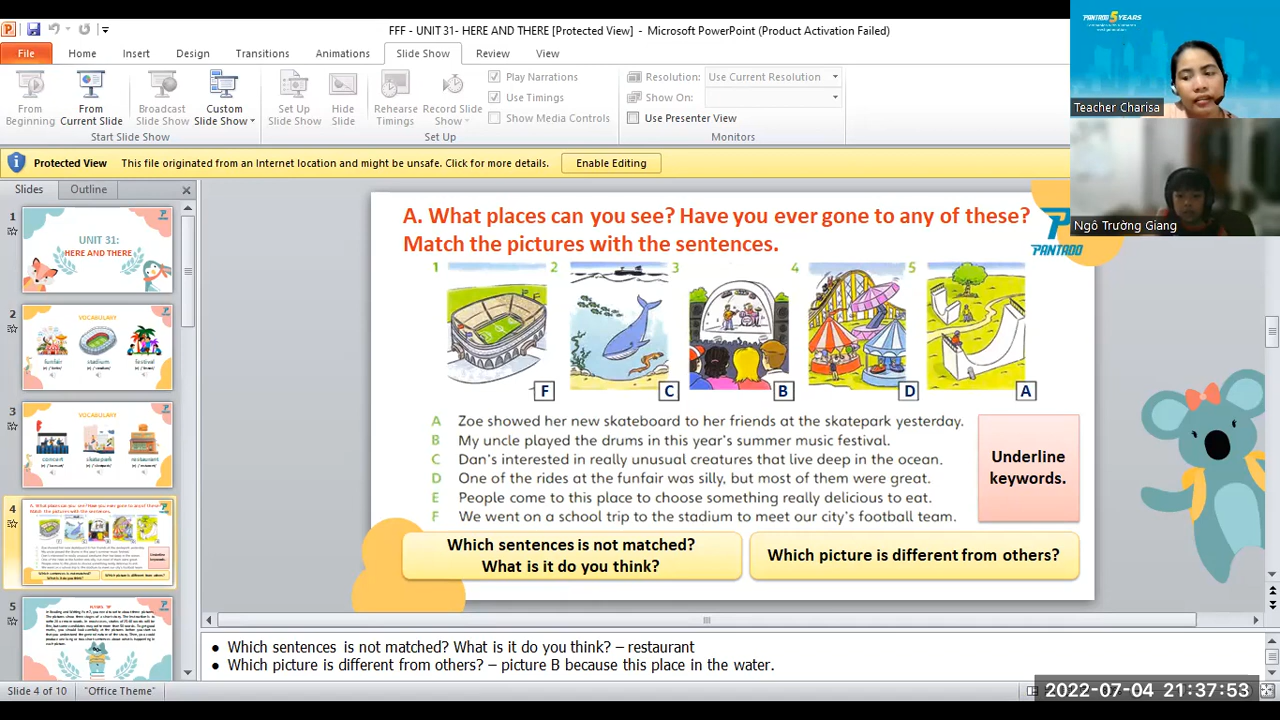 FFF - UNIT 31- HERE AND THERE [Protected View] - Microsoft PowerPoint (Product Activation Failed)
File Home Insert Design Transitions Animations Slide Show Review View
From Beginning
From Current Slide
Broadcast Slide Show
Custom Slide Show
Start Slide Show
Set Up Slide Show
Hide Slide
Rehearse Timings
Record Slide Show
Play Narrations
Use Timings
Show Media Controls
Set Up
Resolution: Use Current Resolution
Show On:
Use Presenter View
Monitors
Protected View This file originated from an Internet location and might be unsafe. Click for more details. Enable Editing
PANTADO 5 YEARS
Teacher Charisa
Ngô Trường Giang
Slides Outline
1
UNIT 31:
HERE AND THERE
2
VOCABULARY
funfair stadium festival
3
VOCABULARY
concert skatepark restaurant
4
5
A. What places can you see? Have you ever gone to any of these?
Match the pictures with the sentences.
PANTADO
1 2 3 4 5
F C B D A
A Zoe showed her new skateboard to her friends at the skatepark yesterday.
B My uncle played the drums in this year's summer music festival.
C Dan's interested in really unusual creatures that live deep in the ocean.
D One of the rides at the funfair was silly, but most of them were great.
E People come to this place to choose something really delicious to eat.
F We went on a school trip to the stadium to meet our city's football team.
Underline
keywords.
Which sentences is not matched?
What is it do you think?
Which picture is different from others?
• Which sentences is not matched? What is it do you think? – restaurant
• Which picture is different from others? – picture B because this place in the water.
Slide 4 of 10 "Office Theme"
2022-07-04 21:37:53